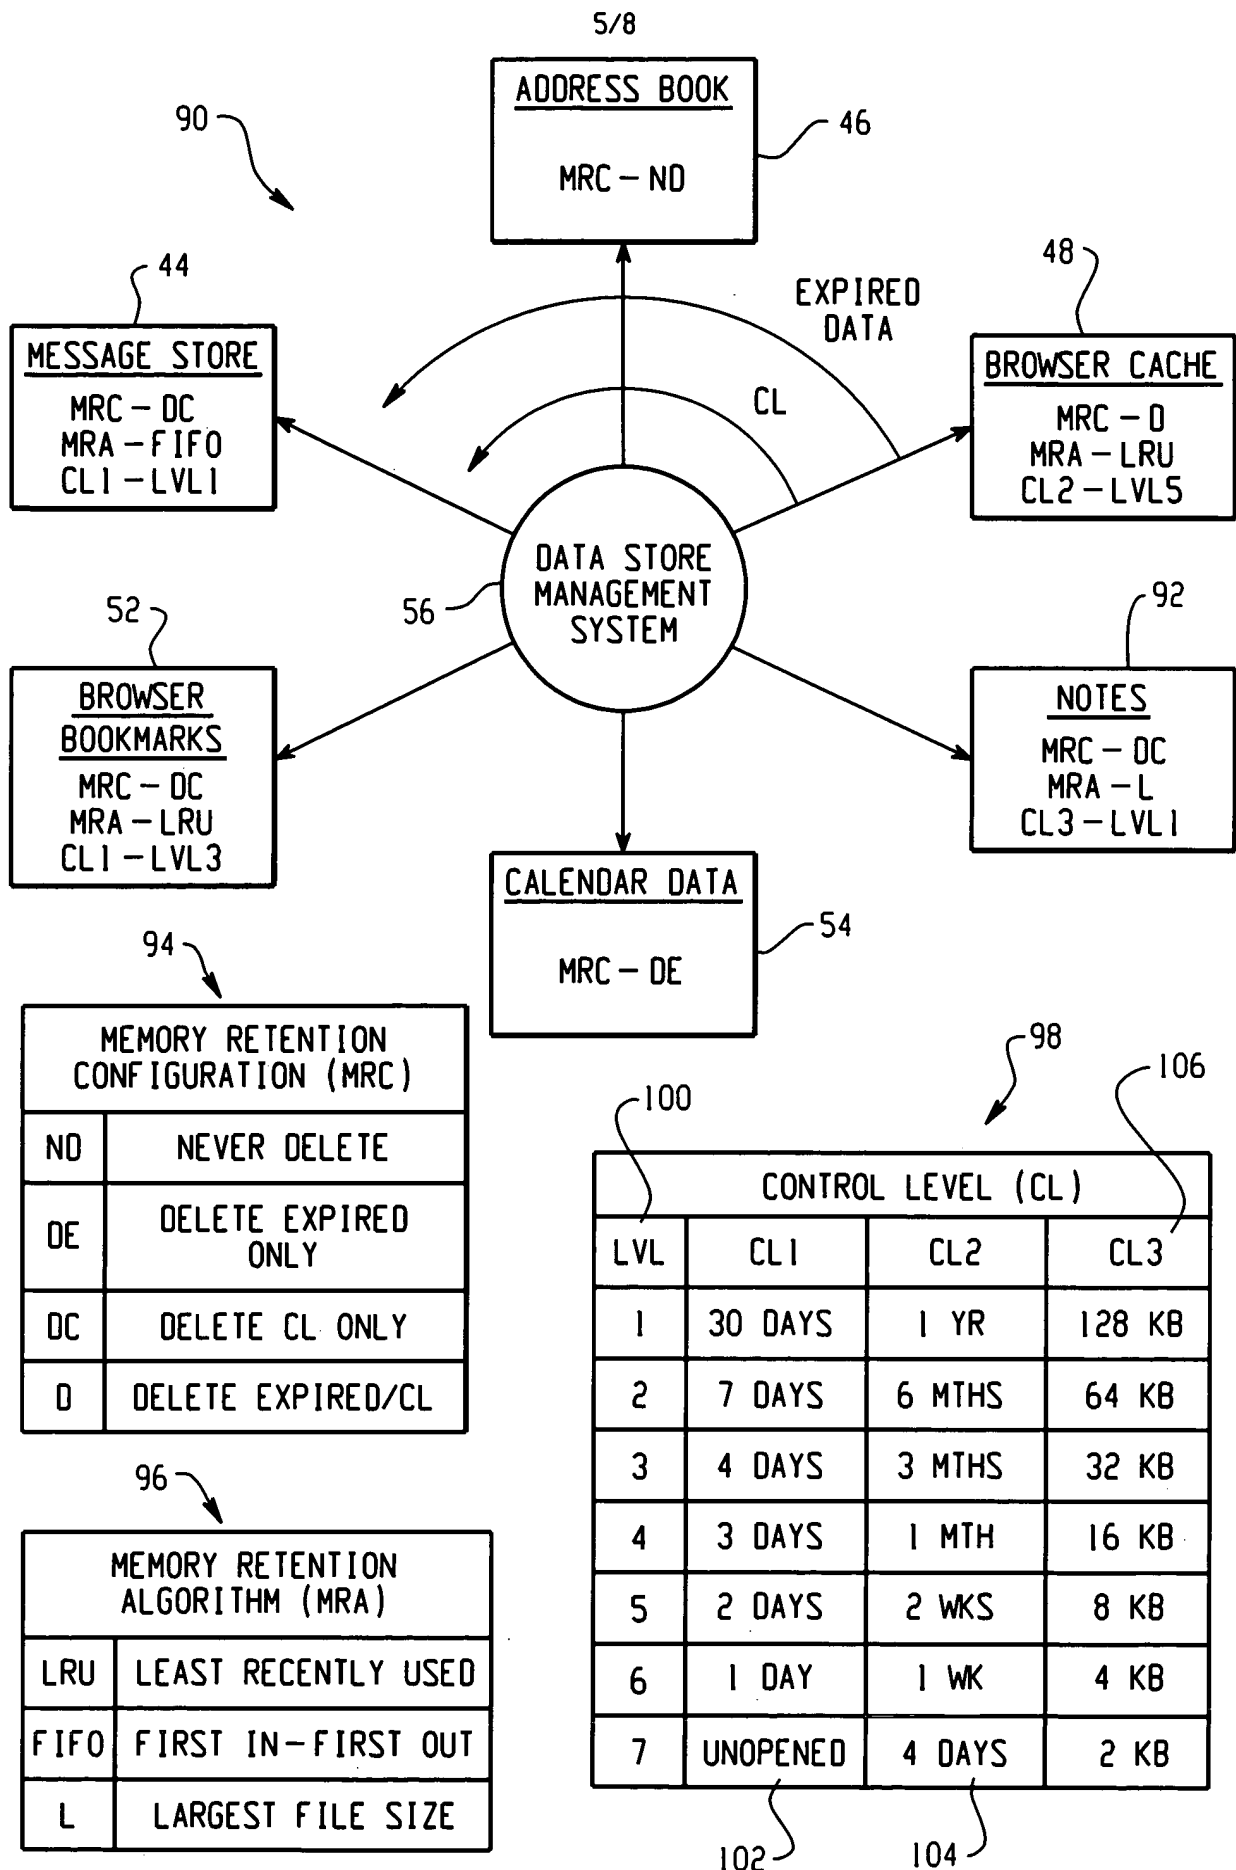 5/8
ADDRESS BOOK
MRC-ND
46
90
44
MESSAGE STORE
MRC-DC
MRA-FIFO
CL1-LVL1
EXPIRED
DATA
CL
48
BROWSER CACHE
MRC-D
MRA-LRU
CL2-LVL5
DATA STORE
MANAGEMENT
SYSTEM
56
52
BROWSER
BOOKMARKS
MRC-DC
MRA-LRU
CL1-LVL3
92
NOTES
MRC-DC
MRA-L
CL3-LVL1
CALENDAR DATA
MRC-DE
54
94
MEMORY RETENTION
CONFIGURATION (MRC)
ND NEVER DELETE
DE DELETE EXPIRED
ONLY
DC DELETE CL ONLY
D DELETE EXPIRED/CL
96
MEMORY RETENTION
ALGORITHM (MRA)
LRU LEAST RECENTLY USED
FIFO FIRST IN-FIRST OUT
L LARGEST FILE SIZE
98
100
106
CONTROL LEVEL (CL)
LVL CL1 CL2 CL3
1 30 DAYS 1 YR 128 KB
2 7 DAYS 6 MTHS 64 KB
3 4 DAYS 3 MTHS 32 KB
4 3 DAYS 1 MTH 16 KB
5 2 DAYS 2 WKS 8 KB
6 1 DAY 1 WK 4 KB
7 UNOPENED 4 DAYS 2 KB
102
104